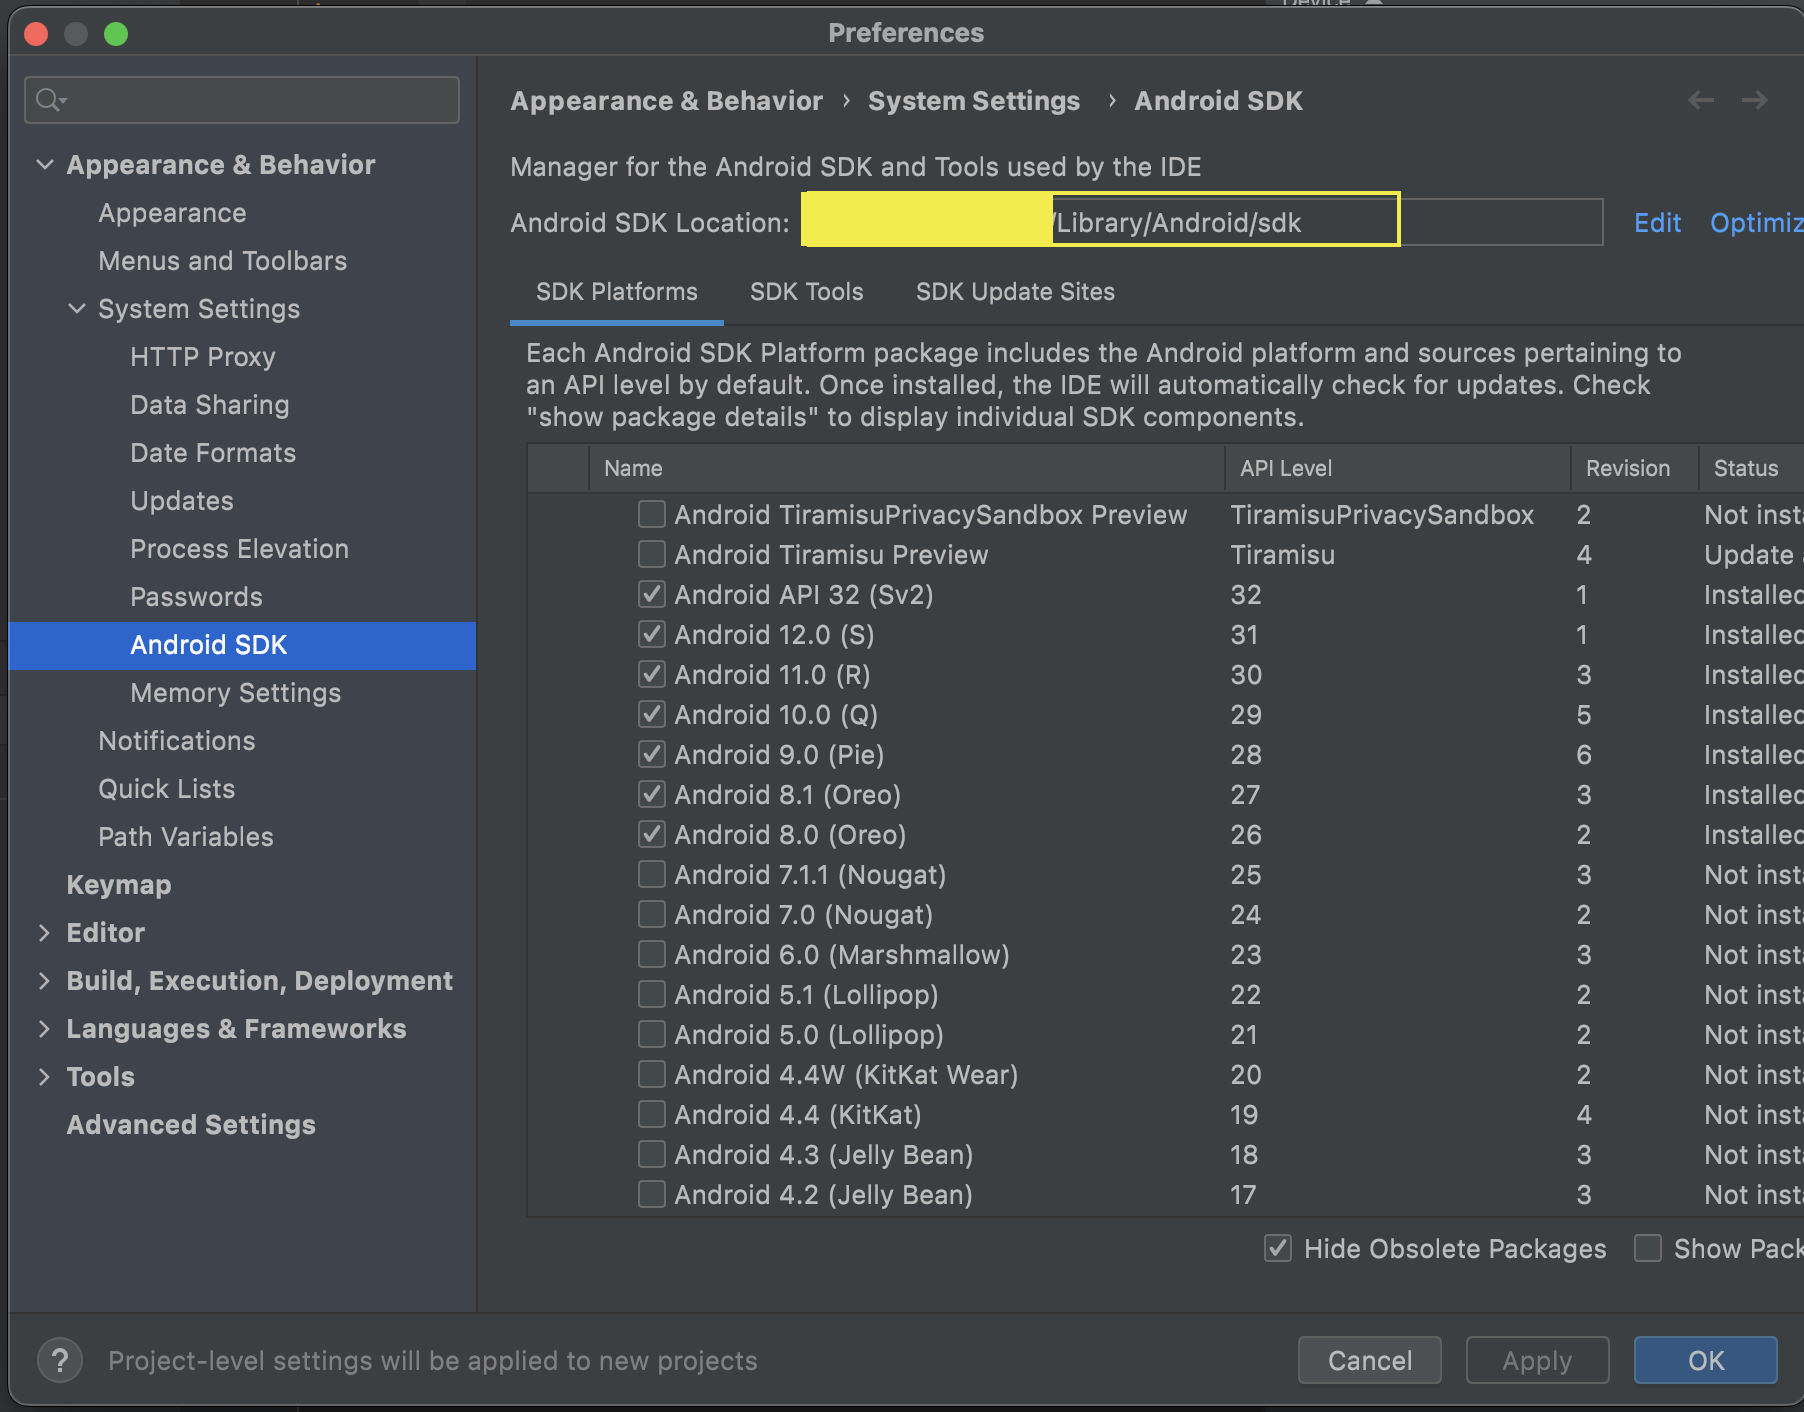 Device
Preferences
Appearance & Behavior
Appearance
Menus and Toolbars
System Settings
HTTP Proxy
Data Sharing
Date Formats
Updates
Process Elevation
Passwords
Android SDK
Memory Settings
Notifications
Quick Lists
Path Variables
Keymap
Editor
Build, Execution, Deployment
Languages & Frameworks
Tools
Advanced Settings
Appearance & Behavior › System Settings › Android SDK
Manager for the Android SDK and Tools used by the IDE
Android SDK Location: /Library/Android/sdk Edit Optimiz
SDK Platforms SDK Tools SDK Update Sites
Each Android SDK Platform package includes the Android platform and sources pertaining to
an API level by default. Once installed, the IDE will automatically check for updates. Check
"show package details" to display individual SDK components.
Name API Level Revision Status
Android TiramisuPrivacySandbox Preview TiramisuPrivacySandbox 2 Not insta
Android Tiramisu Preview Tiramisu 4 Update
Android API 32 (Sv2) 32 1 Installed
Android 12.0 (S) 31 1 Installed
Android 11.0 (R) 30 3 Installed
Android 10.0 (Q) 29 5 Installed
Android 9.0 (Pie) 28 6 Installed
Android 8.1 (Oreo) 27 3 Installed
Android 8.0 (Oreo) 26 2 Installed
Android 7.1.1 (Nougat) 25 3 Not insta
Android 7.0 (Nougat) 24 2 Not insta
Android 6.0 (Marshmallow) 23 3 Not insta
Android 5.1 (Lollipop) 22 2 Not insta
Android 5.0 (Lollipop) 21 2 Not insta
Android 4.4W (KitKat Wear) 20 2 Not insta
Android 4.4 (KitKat) 19 4 Not insta
Android 4.3 (Jelly Bean) 18 3 Not insta
Android 4.2 (Jelly Bean) 17 3 Not insta
Hide Obsolete Packages Show Pack
? Project-level settings will be applied to new projects
Cancel Apply OK